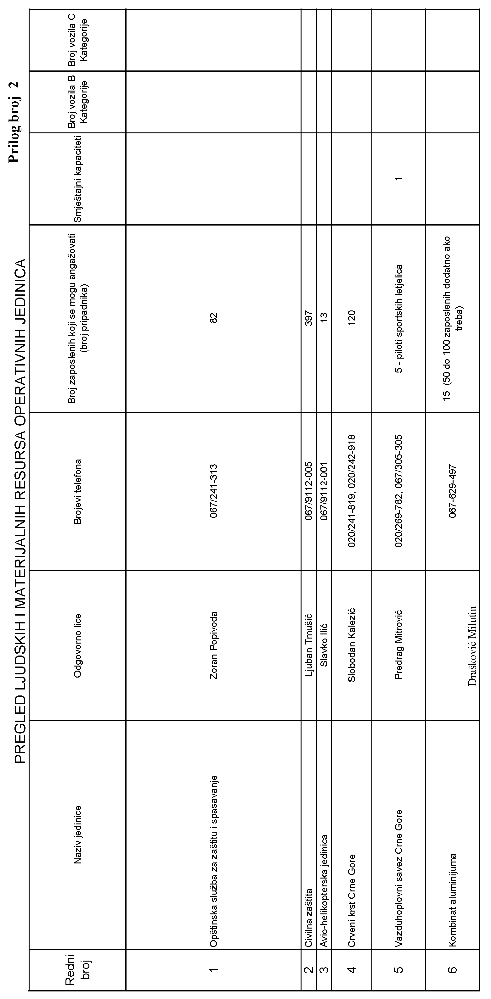 Prilog broj 2
PREGLED LJUDSKIH I MATERIJALNIH RESURSA OPERATIVNIH JEDINICA
Redni
broj
Naziv jedinice
Odgovorno lice
Brojevi telefona
Broj zaposlenih koji se mogu angažovati
(broj pripadnika)
Smještajni kapaciteti
Broj vozila B
Kategorije
Broj vozila C
Kategorije
1 Opštinska služba za zaštitu i spasavanje Zoran Popivoda 067/241-313 82
2 Civilna zaštita Ljuban Tmušić 067/9112-005 397
3 Avio-helikopterska jedinica Slavko Ilić 067/9112-001 13
4 Crveni krst Crne Gore Slobodan Kalezić 020/241-819, 020/242-918 120
5 Vazduhoplovni savez Crne Gore Predrag Mitrović 020/269-782, 067/305-305 5 - piloti sportskih letjelica 1
6 Kombinat aluminijuma 067-629-497 15 (50 do 100 zaposlenih dodatno ako
treba)
Drašković Milutin